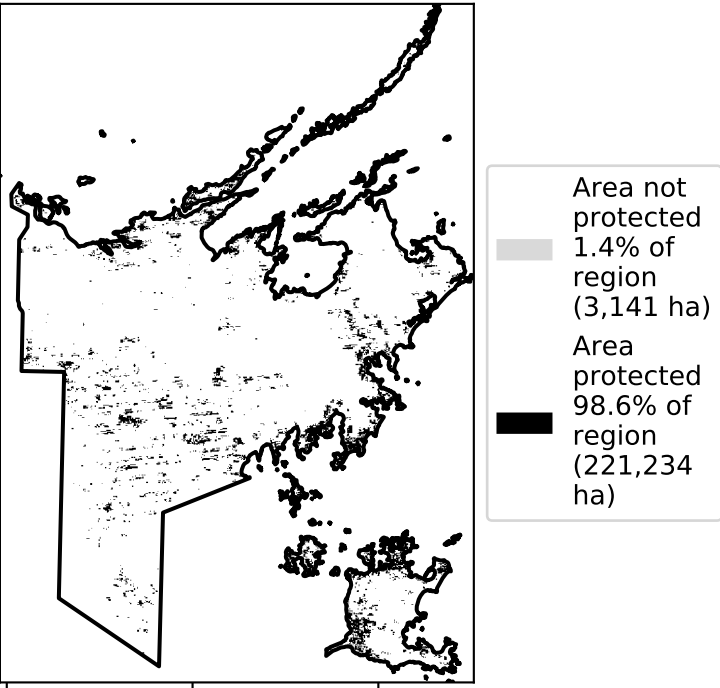 Area not
protected
1.4% of
region
(3,141 ha)
Area
protected
98.6% of
region
(221,234
ha)